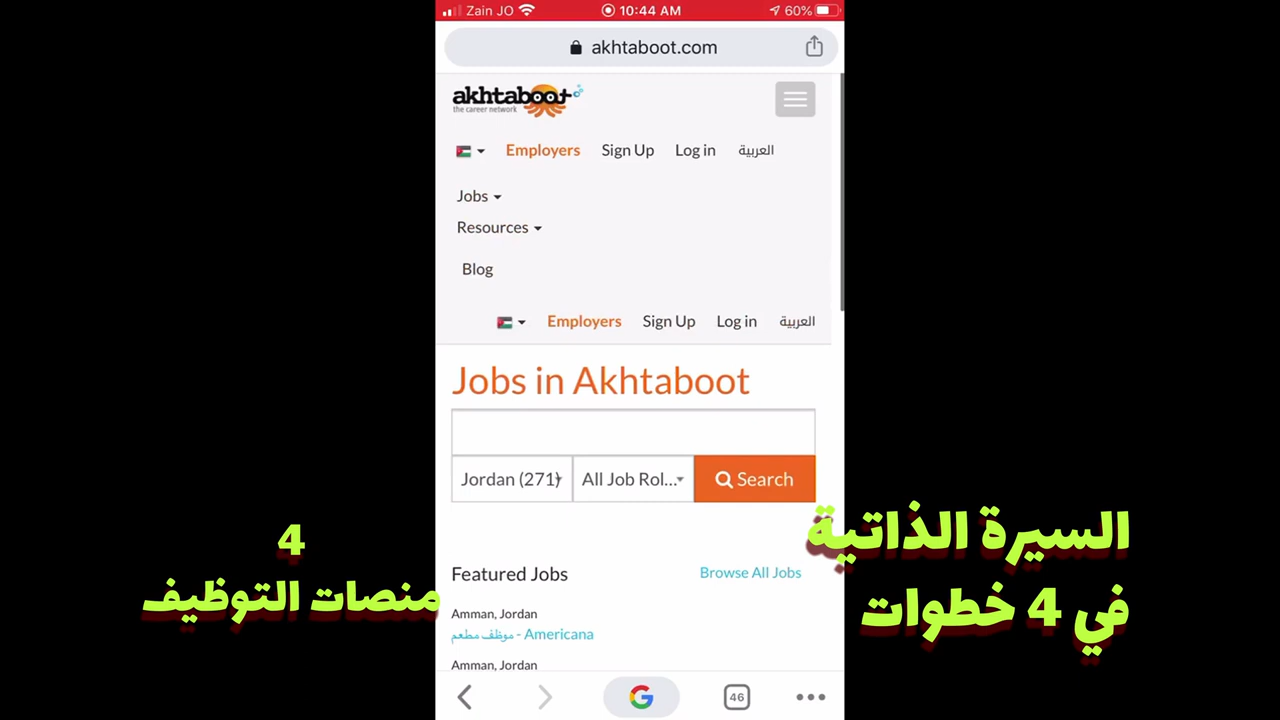 Zain JO 10:44 AM 60%
akhtaboot.com
akhtaboot
the career network
Employers Sign Up Log in العربية
Jobs
Resources
Blog
Employers Sign Up Log in العربية
Jobs in Akhtaboot
Jordan (271) All Job Rol... Search
Featured Jobs Browse All Jobs
Amman, Jordan
موظف مطعم - Americana
Amman, Jordan
46
السيرة الذاتية
في 4 خطوات
4
منصات التوظيف